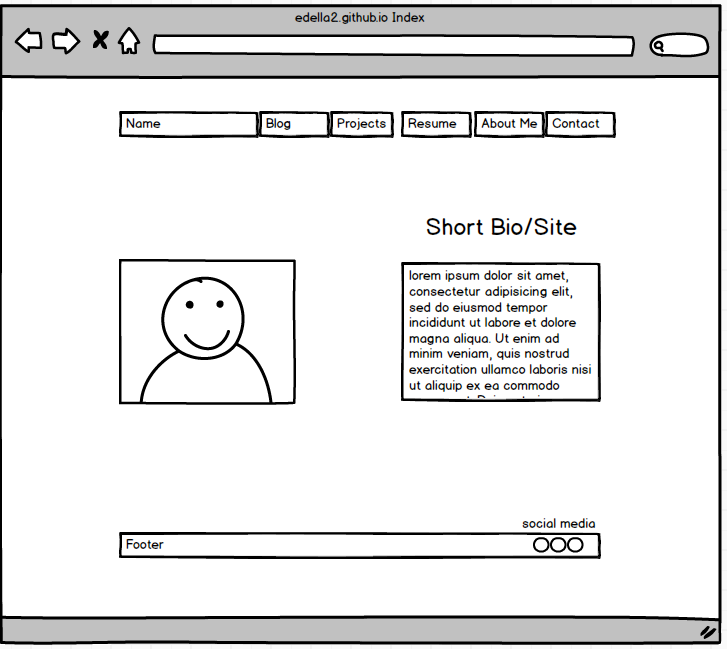 edella2.github.io Index
Name Blog Projects Resume About Me Contact
Short Bio/Site
lorem ipsum dolor sit amet,
consectetur adipisicing elit,
sed do eiusmod tempor
incididunt ut labore et dolore
magna aliqua. Ut enim ad
minim veniam, quis nostrud
exercitation ullamco laboris nisi
ut aliquip ex ea commodo
social media
Footer